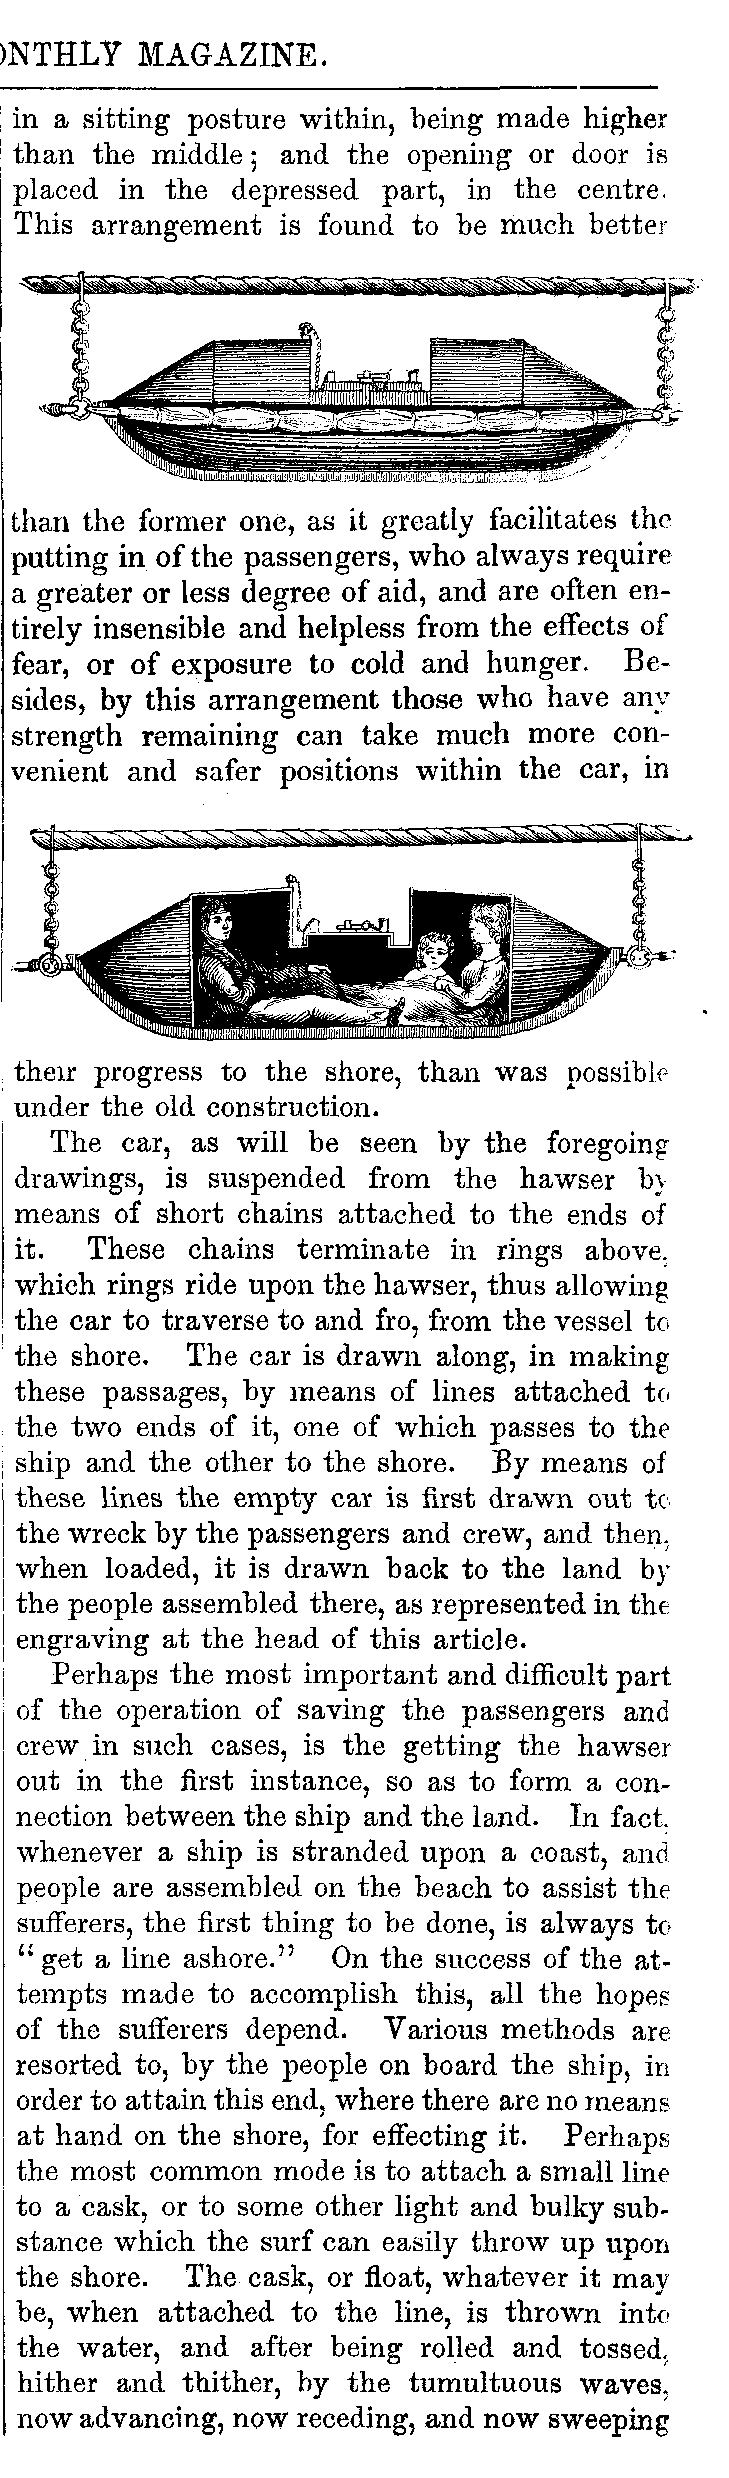 ONTHLY MAGAZINE.
in a sitting posture within, being made higher
than the middle; and the opening or door is
placed in the depressed part, in the centre.
This arrangement is found to be much better
than the former one, as it greatly facilitates the
putting in of the passengers, who always require
a greater or less degree of aid, and are often en-
tirely insensible and helpless from the effects of
fear, or of exposure to cold and hunger. Be-
sides, by this arrangement those who have any
strength remaining can take much more con-
venient and safer positions within the car, in
their progress to the shore, than was possible
under the old construction.
The car, as will be seen by the foregoing
drawings, is suspended from the hawser by
means of short chains attached to the ends of
it. These chains terminate in rings above,
which rings ride upon the hawser, thus allowing
the car to traverse to and fro, from the vessel to
the shore. The car is drawn along, in making
these passages, by means of lines attached to
the two ends of it, one of which passes to the
ship and the other to the shore. By means of
these lines the empty car is first drawn out to
the wreck by the passengers and crew, and then,
when loaded, it is drawn back to the land by
the people assembled there, as represented in the
engraving at the head of this article.
Perhaps the most important and difficult part
of the operation of saving the passengers and
crew in such cases, is the getting the hawser
out in the first instance, so as to form a con-
nection between the ship and the land. In fact,
whenever a ship is stranded upon a coast, and
people are assembled on the beach to assist the
sufferers, the first thing to be done, is always to
“get a line ashore.” On the success of the at-
tempts made to accomplish this, all the hopes
of the sufferers depend. Various methods are
resorted to, by the people on board the ship, in
order to attain this end, where there are no means
at hand on the shore, for effecting it. Perhaps
the most common mode is to attach a small line
to a cask, or to some other light and bulky sub-
stance which the surf can easily throw up upon
the shore. The cask, or float, whatever it may
be, when attached to the line, is thrown into
the water, and after being rolled and tossed,
hither and thither, by the tumultuous waves,
now advancing, now receding, and now sweeping